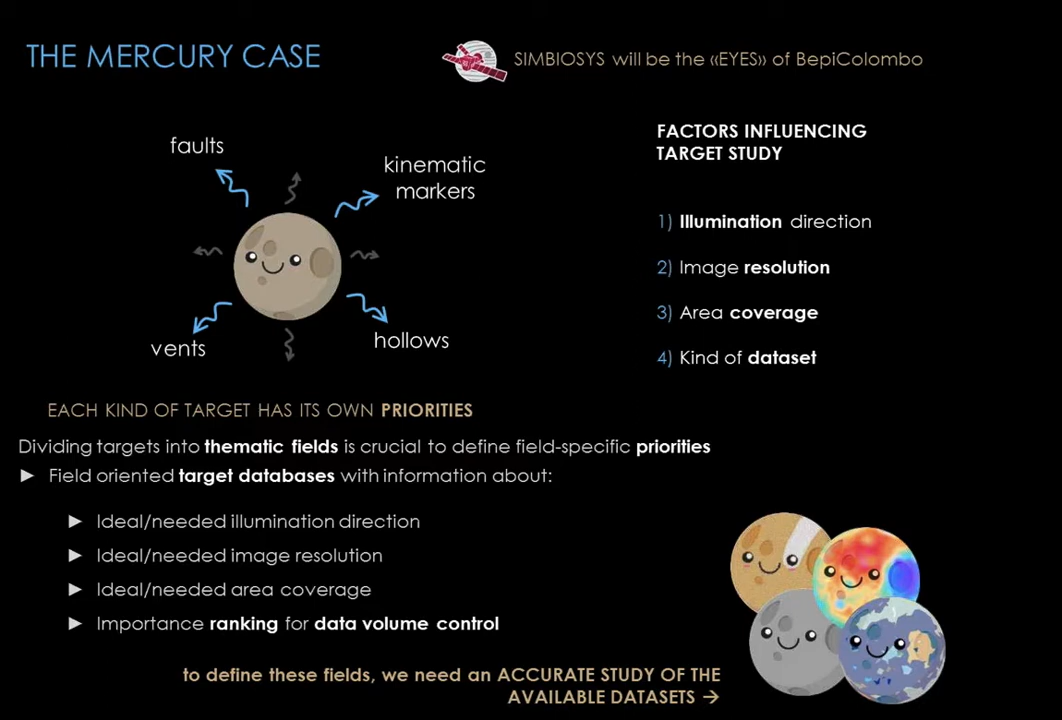 THE MERCURY CASE
SIMBIOSYS will be the «EYES» of BepiColombo
faults
kinematic
markers
vents
hollows
FACTORS INFLUENCING
TARGET STUDY
1) Illumination direction
2) Image resolution
3) Area coverage
4) Kind of dataset
EACH KIND OF TARGET HAS ITS OWN PRIORITIES
Dividing targets into thematic fields is crucial to define field-specific priorities
► Field oriented target databases with information about:
► Ideal/needed illumination direction
► Ideal/needed image resolution
► Ideal/needed area coverage
► Importance ranking for data volume control
to define these fields, we need an ACCURATE STUDY OF THE
AVAILABLE DATASETS →